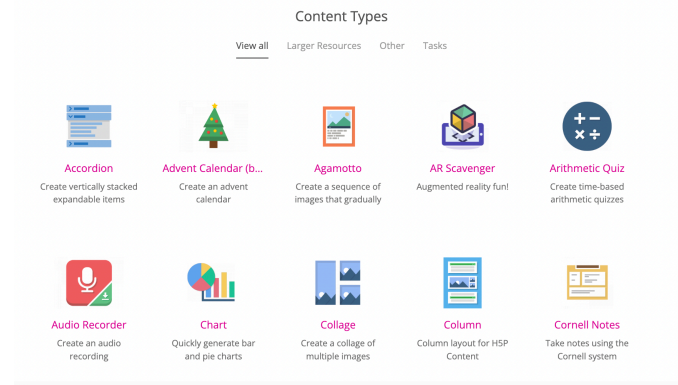 Content Types
View all Larger Resources Other Tasks
Accordion Advent Calendar (b... Agamotto AR Scavenger Arithmetic Quiz
Create vertically stacked Create an advent Create a sequence of Augmented reality fun! Create time-based
expandable items calendar images that gradually arithmetic quizzes
Audio Recorder Chart Collage Column Cornell Notes
Create an audio Quickly generate bar Create a collage of Column layout for H5P Take notes using the
recording and pie charts multiple images Content Cornell system